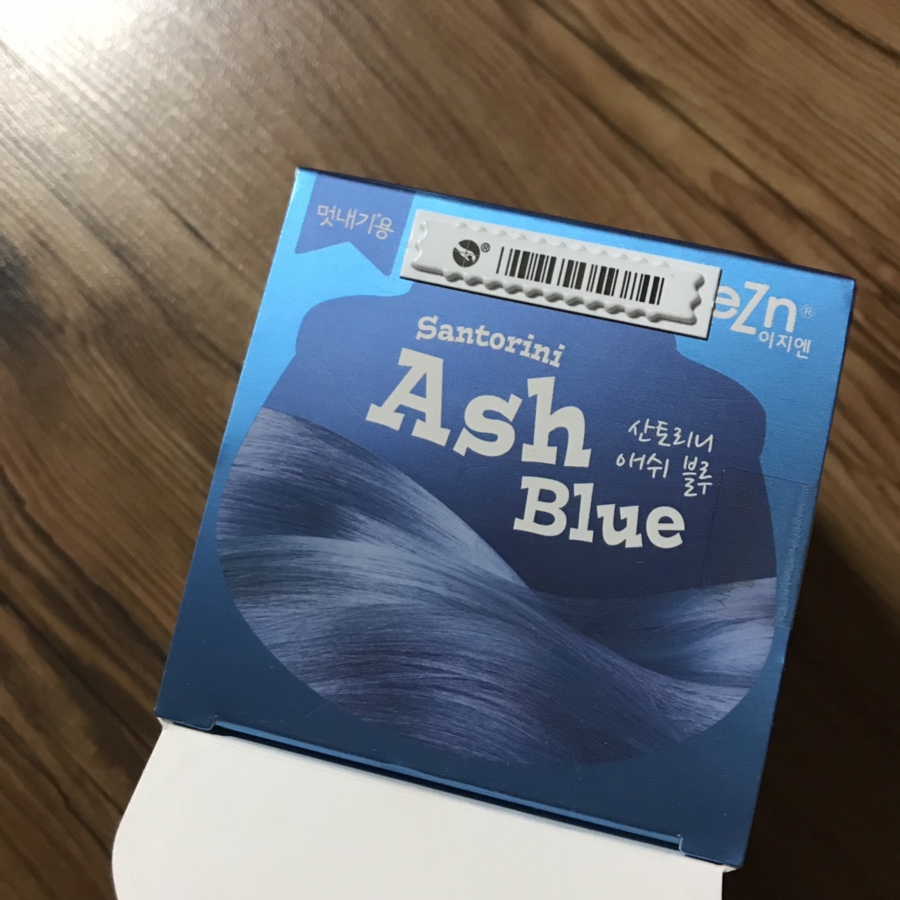 멋내기용
eZn®
이지엔
Santorini
Ash
Blue
산토리니
애쉬 블루